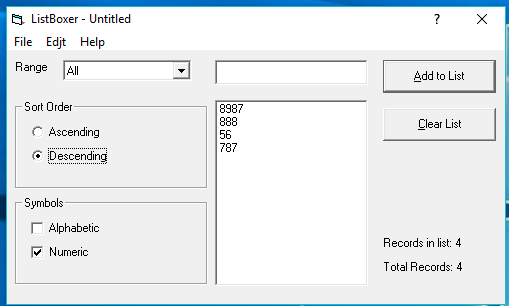 ListBoxer - Untitled
File Edjt Help
Range All
Add to List
Sort Order
Ascending
Descending
8987
888
56
787
Clear List
Symbols
Alphabetic
Numeric
Records in list: 4
Total Records: 4